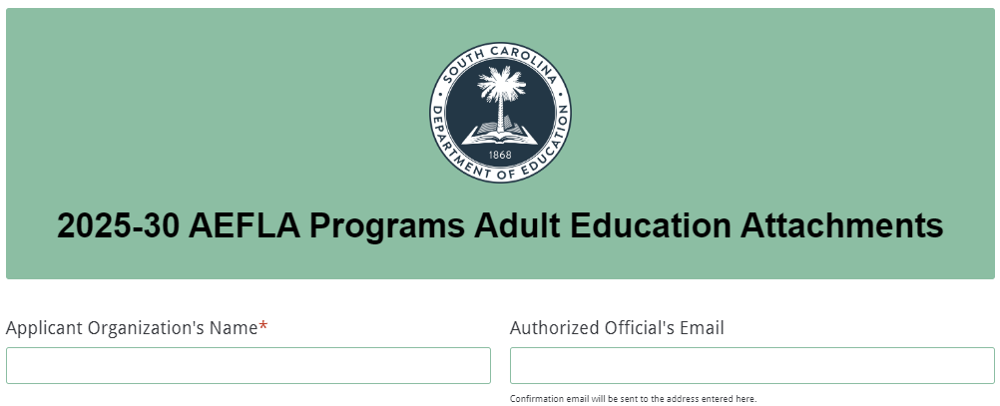 SOUTH CAROLINA
DEPARTMENT OF EDUCATION
1868
2025-30 AEFLA Programs Adult Education Attachments
Applicant Organization's Name*
Authorized Official's Email
Confirmation email will be sent to the address entered here.